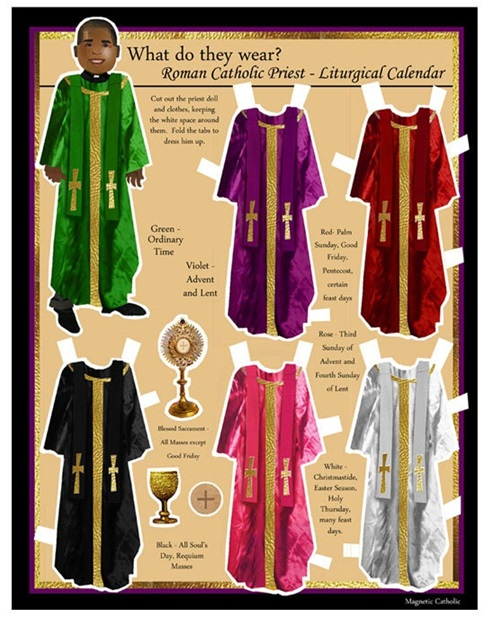 What do they wear?
Roman Catholic Priest - Liturgical Calendar
Cut out the priest doll
and clothes, keeping
the white space around
them. Fold the tabs to
dress him up.
Green -
Ordinary
Time
Violet -
Advent
and Lent
Red- Palm
Sunday, Good
Friday,
Pentecost,
certain
feast days
Rose - Third
Sunday of
Advent and
Fourth Sunday
of Lent
Blessed Sacrament -
All Masses except
Good Friday
White -
Christmastide,
Easter Season,
Holy
Thursday,
many feast
days.
Black - All Soul's
Day, Requium
Masses
Magnetic Catholic